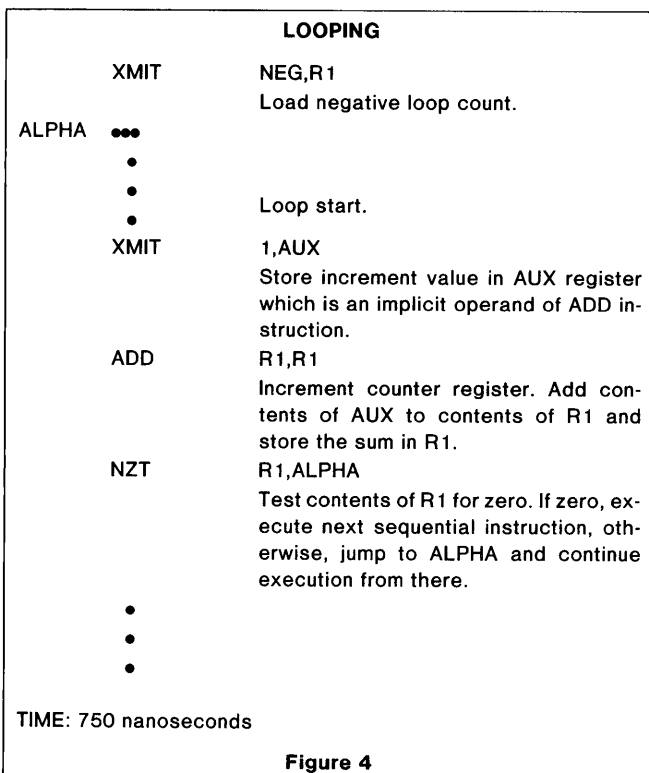 LOOPING
XMIT NEG,R1
Load negative loop count.
ALPHA •••
•
•
• Loop start.
XMIT 1,AUX
Store increment value in AUX register
which is an implicit operand of ADD in-
struction.
ADD R1,R1
Increment counter register. Add con-
tents of AUX to contents of R1 and
store the sum in R1.
NZT R1,ALPHA
Test contents of R1 for zero. If zero, ex-
ecute next sequential instruction, oth-
erwise, jump to ALPHA and continue
execution from there.
•
•
•
TIME: 750 nanoseconds
Figure 4